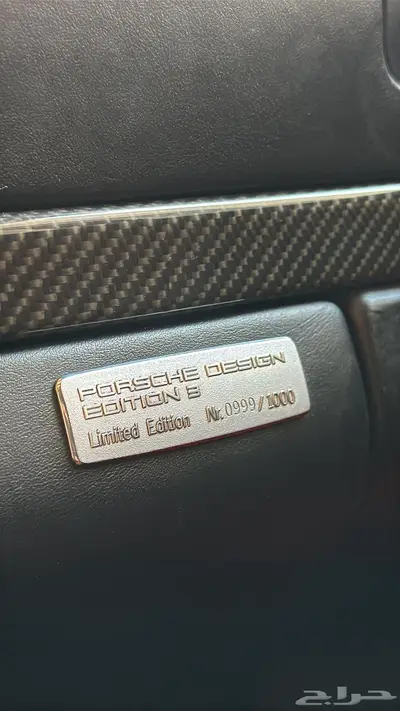 PORSCHE DESIGN
EDITION 3
Limited Edition Nr. 0999/1000
حراج